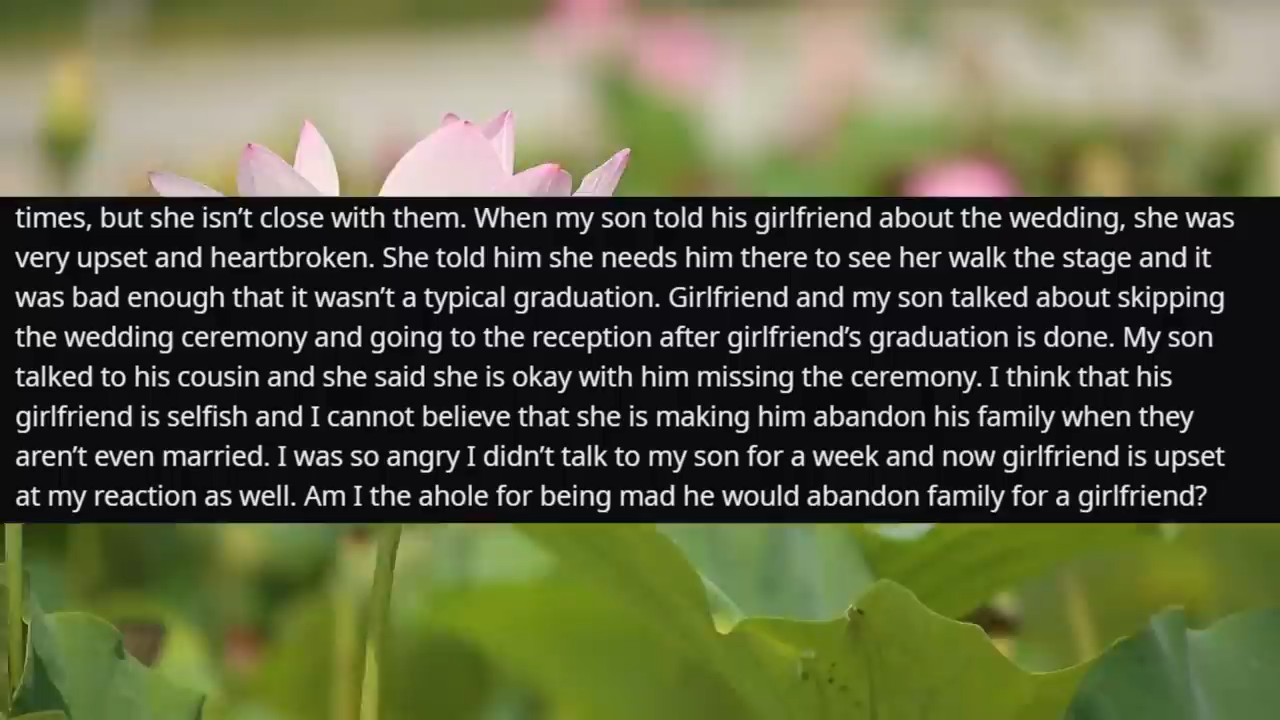 times, but she isn’t close with them. When my son told his girlfriend about the wedding, she was
very upset and heartbroken. She told him she needs him there to see her walk the stage and it
was bad enough that it wasn’t a typical graduation. Girlfriend and my son talked about skipping
the wedding ceremony and going to the reception after girlfriend’s graduation is done. My son
talked to his cousin and she said she is okay with him missing the ceremony. I think that his
girlfriend is selfish and I cannot believe that she is making him abandon his family when they
aren’t even married. I was so angry I didn’t talk to my son for a week and now girlfriend is upset
at my reaction as well. Am I the ahole for being mad he would abandon family for a girlfriend?